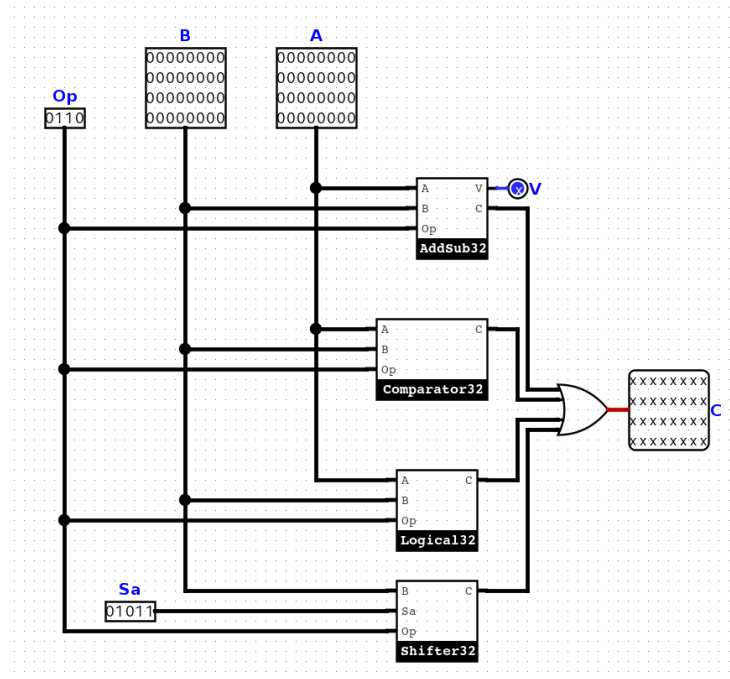 B
A
00000000
00000000
00000000
00000000
00000000
00000000
00000000
00000000
Op
0110
A
V
x
V
B
C
Op
AddSub32
A
C
B
Op
Comparator32
xxxxxxxx
xxxxxxxx
xxxxxxxx
xxxxxxxx
C
A
C
B
Op
Logical32
Sa
01011
B
C
Sa
Op
Shifter32